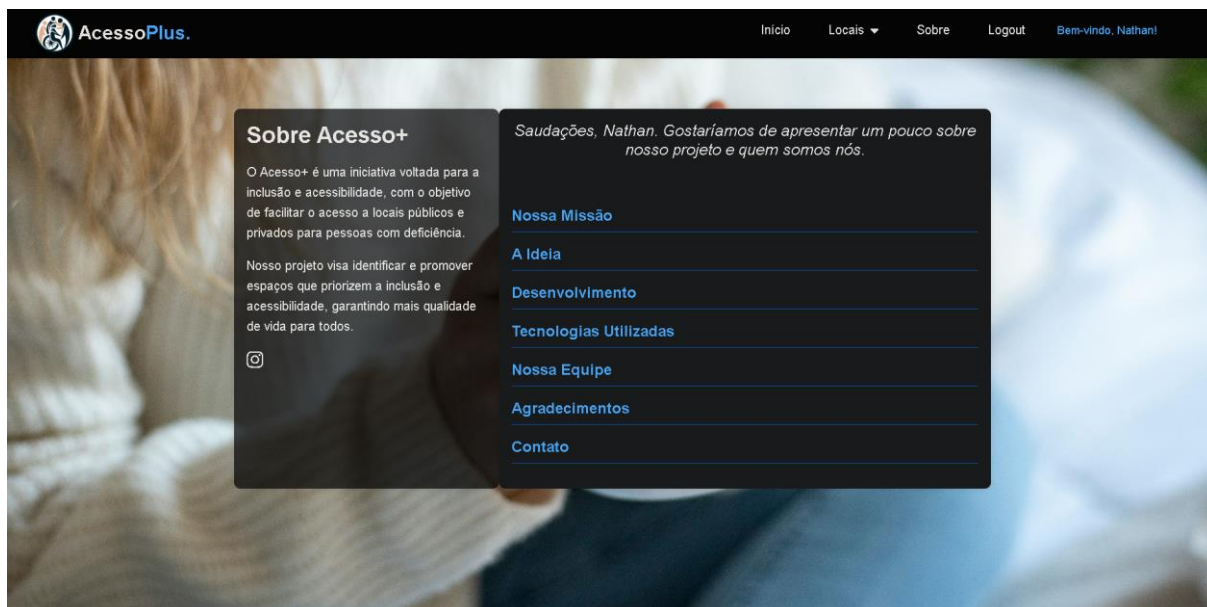 AcessoPlus.
Início
Locais
Sobre
Logout
Bem-vindo, Nathan!
Sobre Acesso+
O Acesso+ é uma iniciativa voltada para a
inclusão e acessibilidade, com o objetivo
de facilitar o acesso a locais públicos e
privados para pessoas com deficiência.
Nosso projeto visa identificar e promover
espaços que priorizem a inclusão e
acessibilidade, garantindo mais qualidade
de vida para todos.
Saudações, Nathan. Gostaríamos de apresentar um pouco sobre
nosso projeto e quem somos nós.
Nossa Missão
A Ideia
Desenvolvimento
Tecnologias Utilizadas
Nossa Equipe
Agradecimentos
Contato